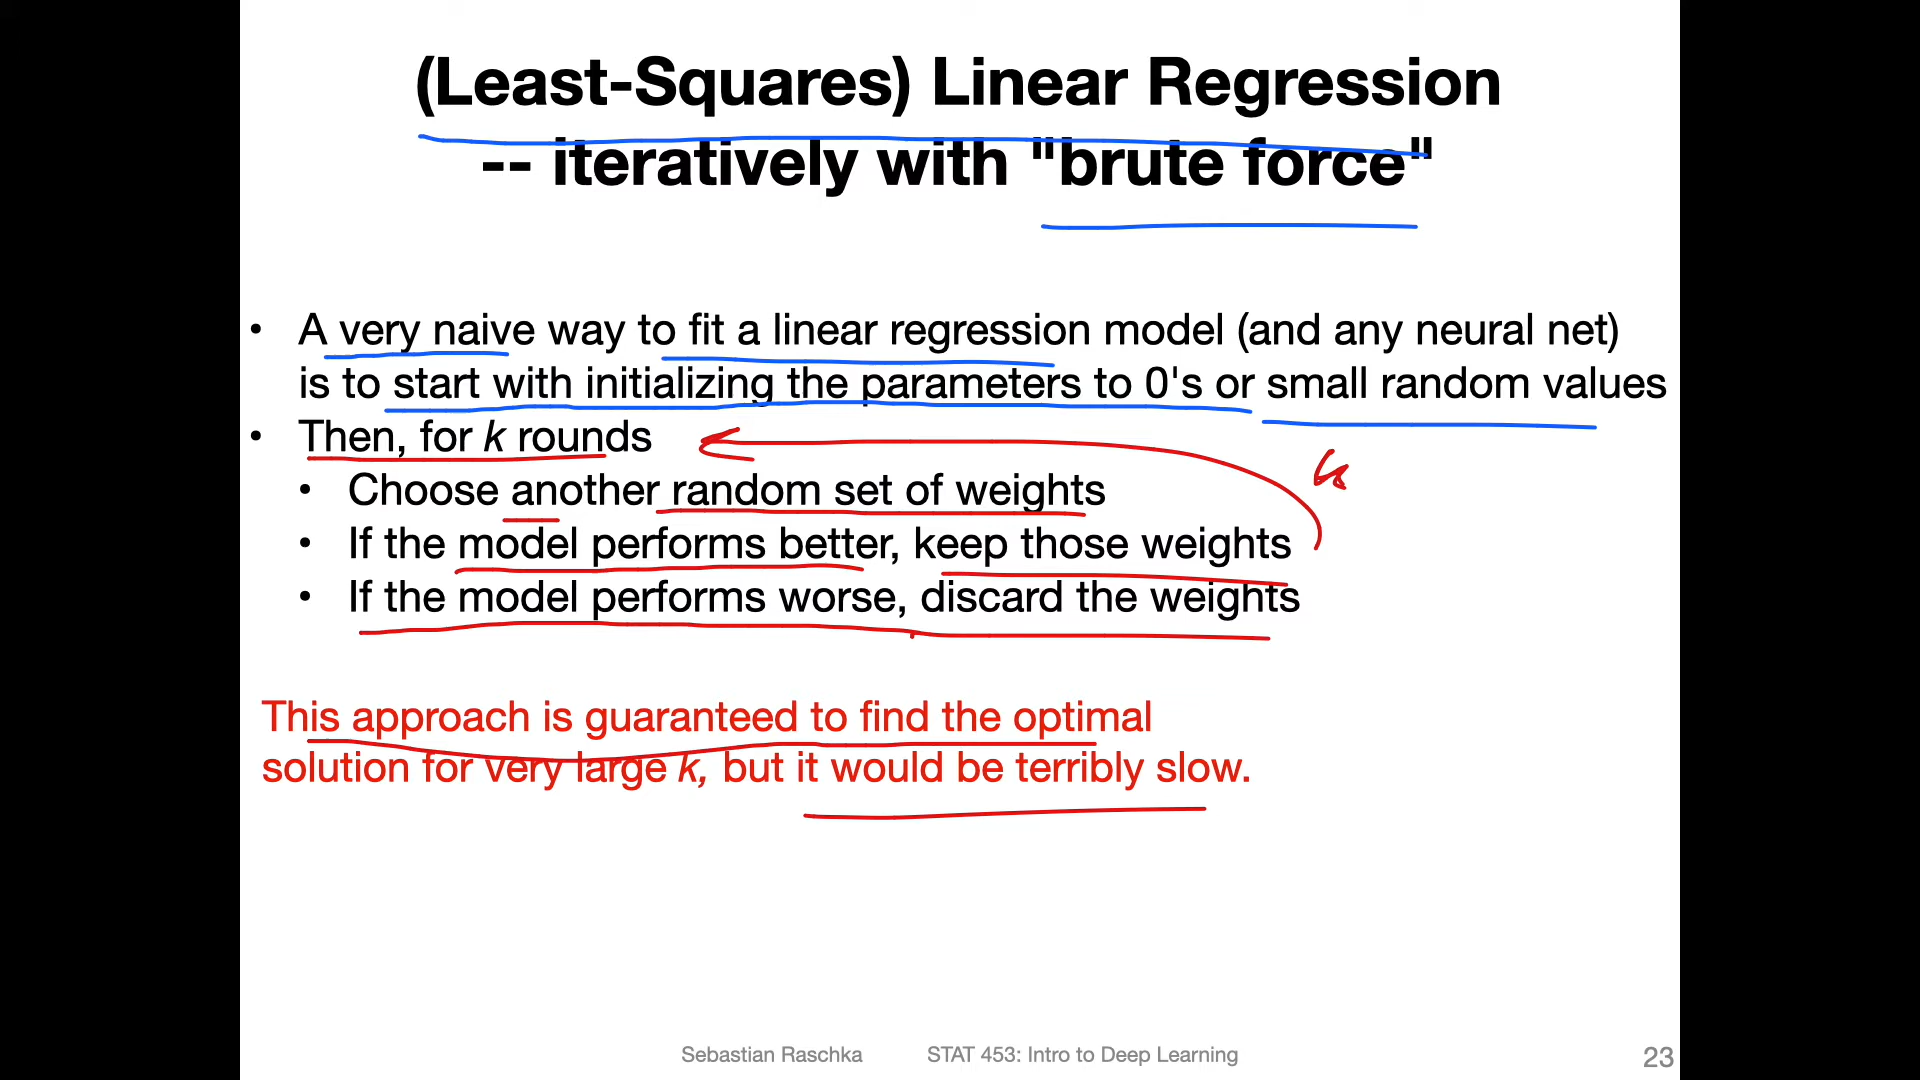 (Least-Squares) Linear Regression
-- iteratively with "brute force"
• A very naive way to fit a linear regression model (and any neural net)
is to start with initializing the parameters to 0's or small random values
• Then, for k rounds
k
• Choose another random set of weights
• If the model performs better, keep those weights
• If the model performs worse, discard the weights
This approach is guaranteed to find the optimal
solution for very large k, but it would be terribly slow.
Sebastian Raschka STAT 453: Intro to Deep Learning 23